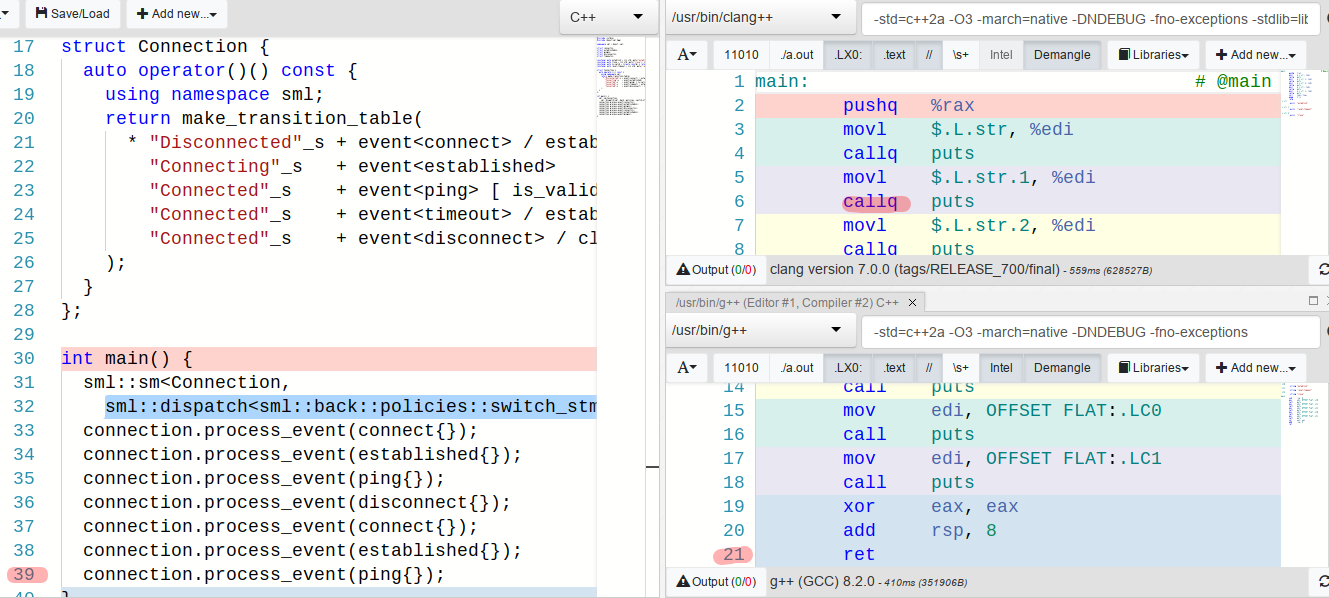 Save/Load
Add new...
C++
17 struct Connection {
18 auto operator()() const {
19 using namespace sml;
20 return make_transition_table(
21 * "Disconnected"_s + event<connect> / estab
22 "Connecting"_s + event<established>
23 "Connected"_s + event<ping> [ is_valid
24 "Connected"_s + event<timeout> / estab
25 "Connected"_s + event<disconnect> / cl
26 );
27 }
28 };
29
30 int main() {
31 sml::sm<Connection,
32 sml::dispatch<sml::back::policies::switch_stm
33 connection.process_event(connect{});
34 connection.process_event(established{});
35 connection.process_event(ping{});
36 connection.process_event(disconnect{});
37 connection.process_event(connect{});
38 connection.process_event(established{});
39 connection.process_event(ping{});
40 }
/usr/bin/clang++
-std=c++2a -O3 -march=native -DNDEBUG -fno-exceptions -stdlib=lib
A 11010 ./a.out .LX0: .text // \s+ Intel Demangle Libraries Add new...
1 main: # @main
2 pushq %rax
3 movl $.L.str, %edi
4 callq puts
5 movl $.L.str.1, %edi
6 callq puts
7 movl $.L.str.2, %edi
8 callq puts
Output (0/0) clang version 7.0.0 (tags/RELEASE_700/final) - 559ms (628527B)
/usr/bin/g++ (Editor #1, Compiler #2) C++
/usr/bin/g++
-std=c++2a -O3 -march=native -DNDEBUG -fno-exceptions
A 11010 ./a.out .LX0: .text // \s+ Intel Demangle Libraries Add new...
14 call puts
15 mov edi, OFFSET FLAT:.LC0
16 call puts
17 mov edi, OFFSET FLAT:.LC1
18 call puts
19 xor eax, eax
20 add rsp, 8
21 ret
Output (0/0) g++ (GCC) 8.2.0 - 410ms (351906B)